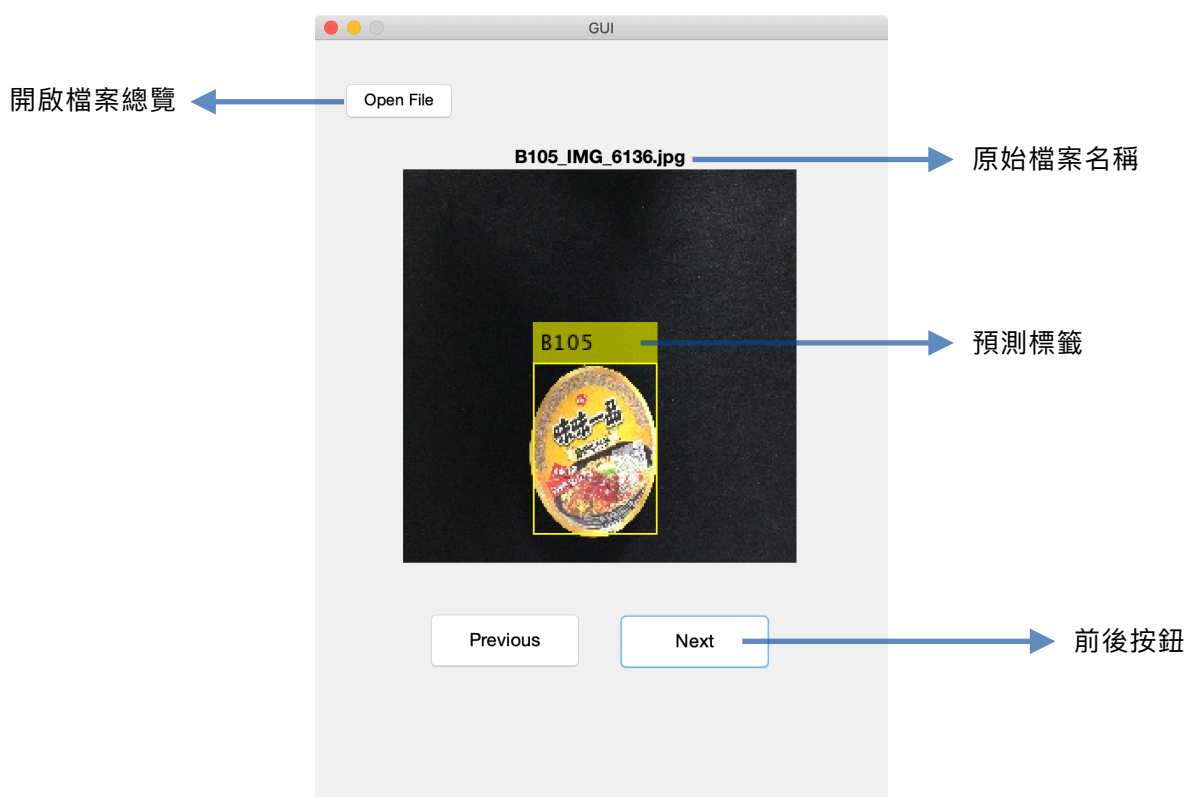 GUI
開啟檔案總覽
Open File
B105_IMG_6136.jpg
原始檔案名稱
B105
預測標籤
味味一品
Previous
Next
前後按鈕